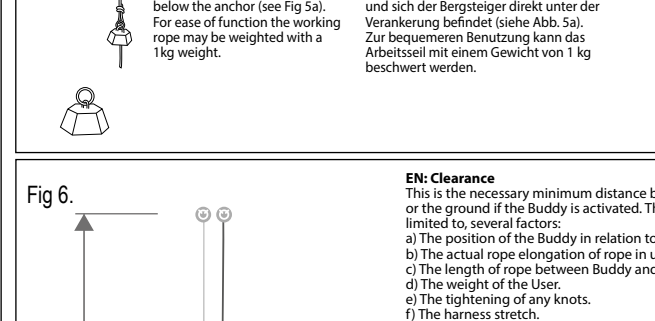 below the anchor (see Fig 5a).
For ease of function the working
rope may be weighted with a
1kg weight.
und sich der Bergsteiger direkt unter der
Verankerung befindet (siehe Abb. 5a).
Zur bequemeren Benutzung kann das
Arbeitsseil mit einem Gewicht von 1 kg
beschwert werden.
Fig 6.
EN: Clearance
This is the necessary minimum distance b
or the ground if the Buddy is activated. Th
limited to, several factors:
a) The position of the Buddy in relation to
b) The actual rope elongation of rope in u
c) The length of rope between Buddy and
d) The weight of the User.
e) The tightening of any knots.
f) The harness stretch.